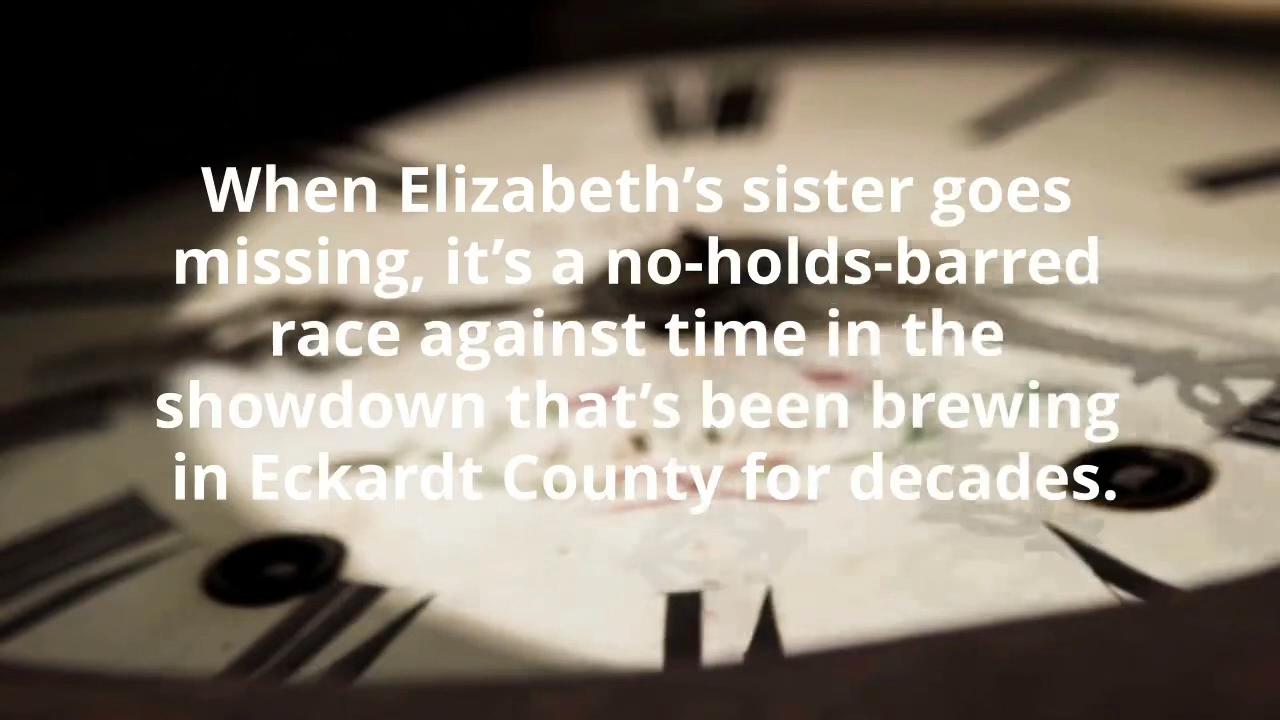 When Elizabeth’s sister goes
missing, it’s a no-holds-barred
race against time in the
showdown that’s been brewing
in Eckardt County for decades.